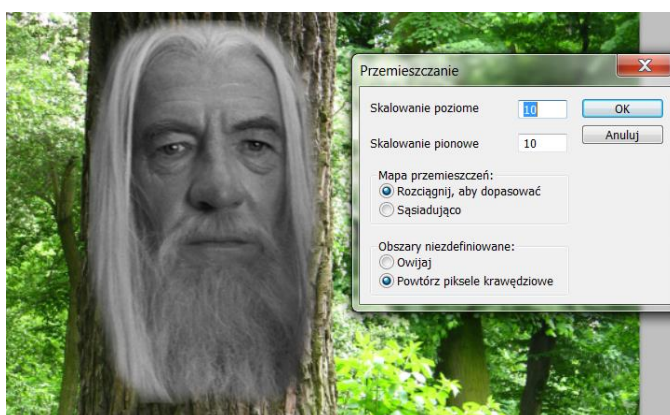 Przemieszczanie
Skalowanie poziome 10 OK
Skalowanie pionowe 10 Anuluj
Mapa przemieszczeń:
Rozciągnij, aby dopasować
Sąsiadująco
Obszary niezdefiniowane:
Owijaj
Powtórz piksele krawędziowe